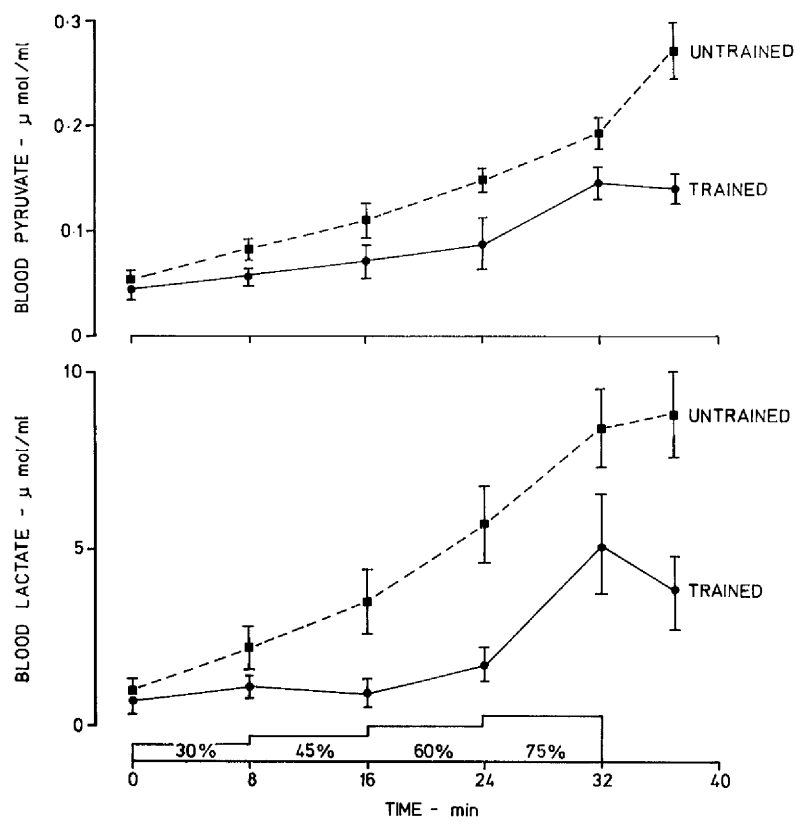 0·3
0·2
0·1
0
BLOOD PYRUVATE - µ mol/ml
UNTRAINED
TRAINED
10
5
0
BLOOD LACTATE - µ mol/ml
UNTRAINED
TRAINED
30% 45% 60% 75%
0 8 16 24 32 40
TIME - min